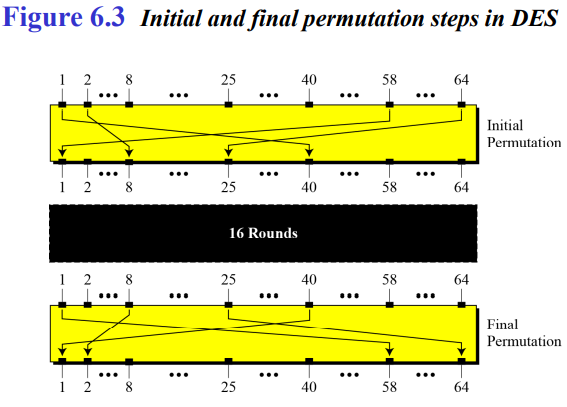 Figure 6.3 Initial and final permutation steps in DES
1 2 8 25 40 58 64
Initial
Permutation
1 2 8 25 40 58 64
16 Rounds
1 2 8 25 40 58 64
Final
Permutation
1 2 8 25 40 58 64